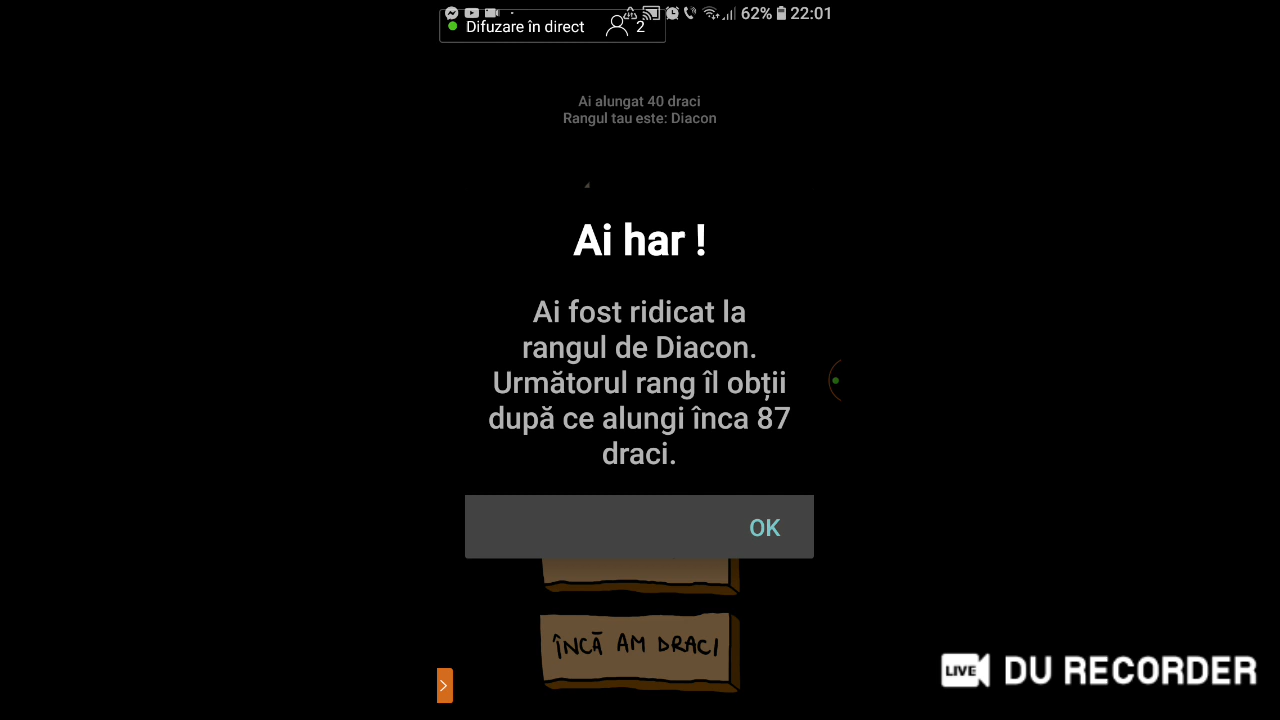 62% 22:01
Difuzare în direct 2
Ai alungat 40 draci
Rangul tau este: Diacon
Ai har !
Ai fost ridicat la
rangul de Diacon.
Următorul rang îl obții
după ce alungi înca 87
draci.
OK
ÎNCĂ AM DRACI
LIVE DU RECORDER